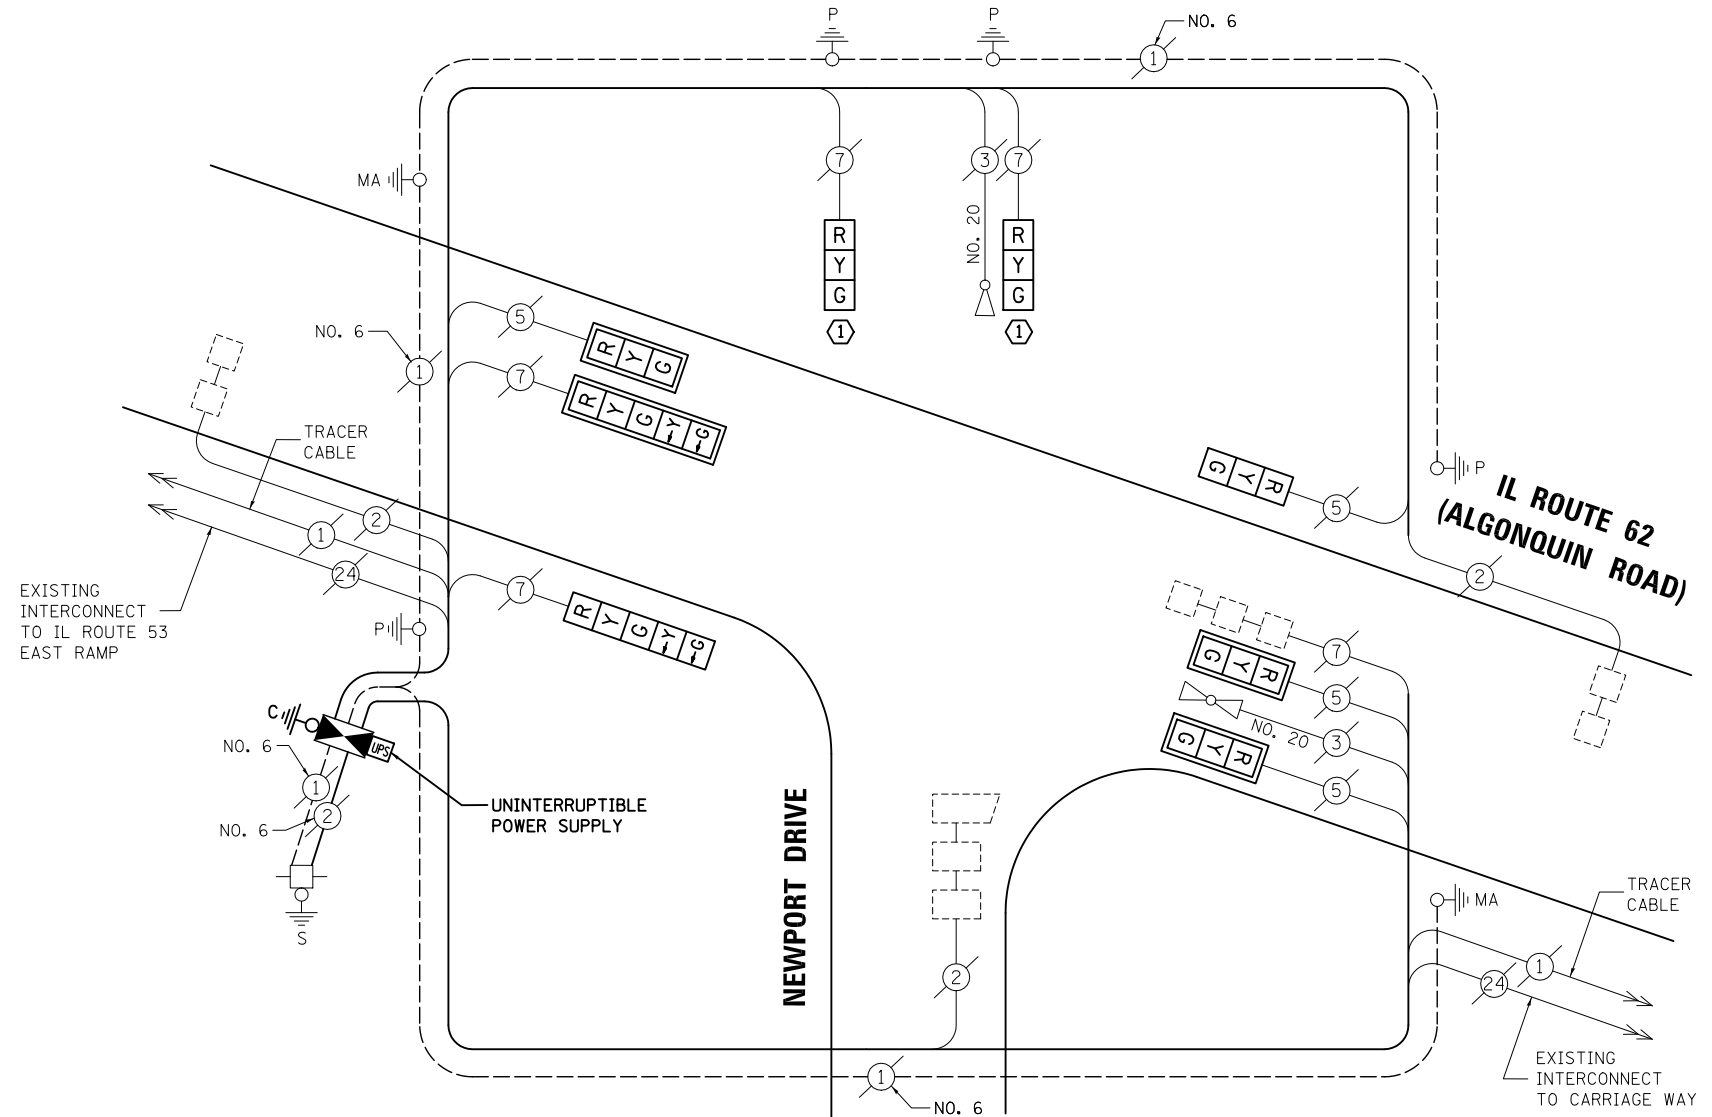 P
P
NO. 6
1
7
3
7
MA
NO. 20
R
Y
G
R
Y
G
1
1
NO. 6
1
5
R Y G
7
R Y G Y G
TRACER
CABLE
2
1
24
EXISTING
INTERCONNECT
TO IL ROUTE 53
EAST RAMP
7
R Y G Y G
P
R Y G
5
P
IL ROUTE 62
(ALGONQUIN ROAD)
2
7
R Y G
5
NO. 20
3
R Y G
5
C
UPS
NO. 6
1
NO. 6
2
UNINTERRUPTIBLE
POWER SUPPLY
S
NEWPORT DRIVE
2
MA
TRACER
CABLE
1
24
EXISTING
INTERCONNECT
TO CARRIAGE WAY
1
NO. 6